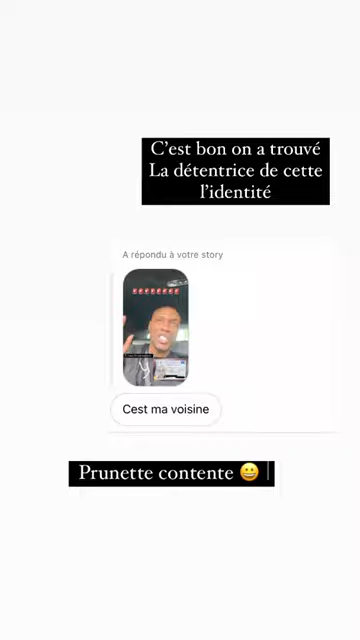 C’est bon on a trouvé
La détentrice de cette
l’identité
A répondu à votre story
Cest ma voisine
Prunette contente 😀